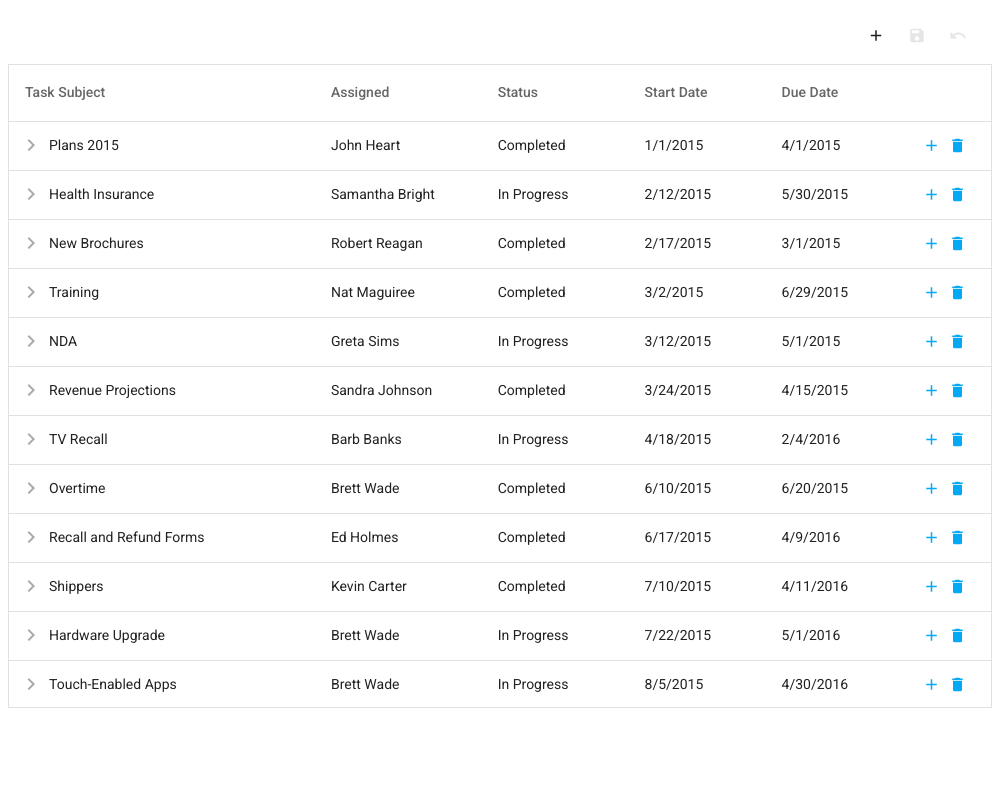 Task Subject Assigned Status Start Date Due Date
Plans 2015 John Heart Completed 1/1/2015 4/1/2015
Health Insurance Samantha Bright In Progress 2/12/2015 5/30/2015
New Brochures Robert Reagan Completed 2/17/2015 3/1/2015
Training Nat Maguiree Completed 3/2/2015 6/29/2015
NDA Greta Sims In Progress 3/12/2015 5/1/2015
Revenue Projections Sandra Johnson Completed 3/24/2015 4/15/2015
TV Recall Barb Banks In Progress 4/18/2015 2/4/2016
Overtime Brett Wade Completed 6/10/2015 6/20/2015
Recall and Refund Forms Ed Holmes Completed 6/17/2015 4/9/2016
Shippers Kevin Carter Completed 7/10/2015 4/11/2016
Hardware Upgrade Brett Wade In Progress 7/22/2015 5/1/2016
Touch-Enabled Apps Brett Wade In Progress 8/5/2015 4/30/2016